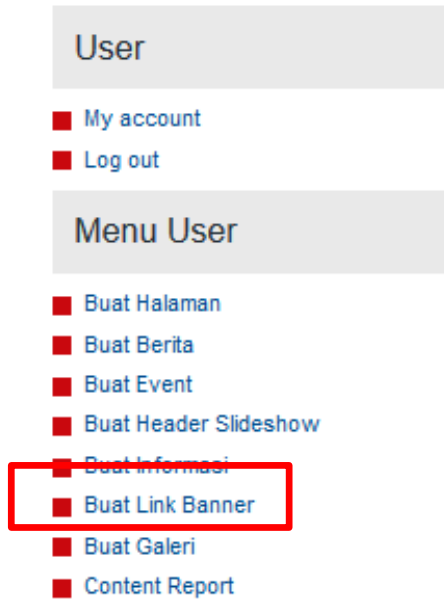 User
My account
Log out
Menu User
Buat Halaman
Buat Berita
Buat Event
Buat Header Slideshow
Buat Informasi
Buat Link Banner
Buat Galeri
Content Report